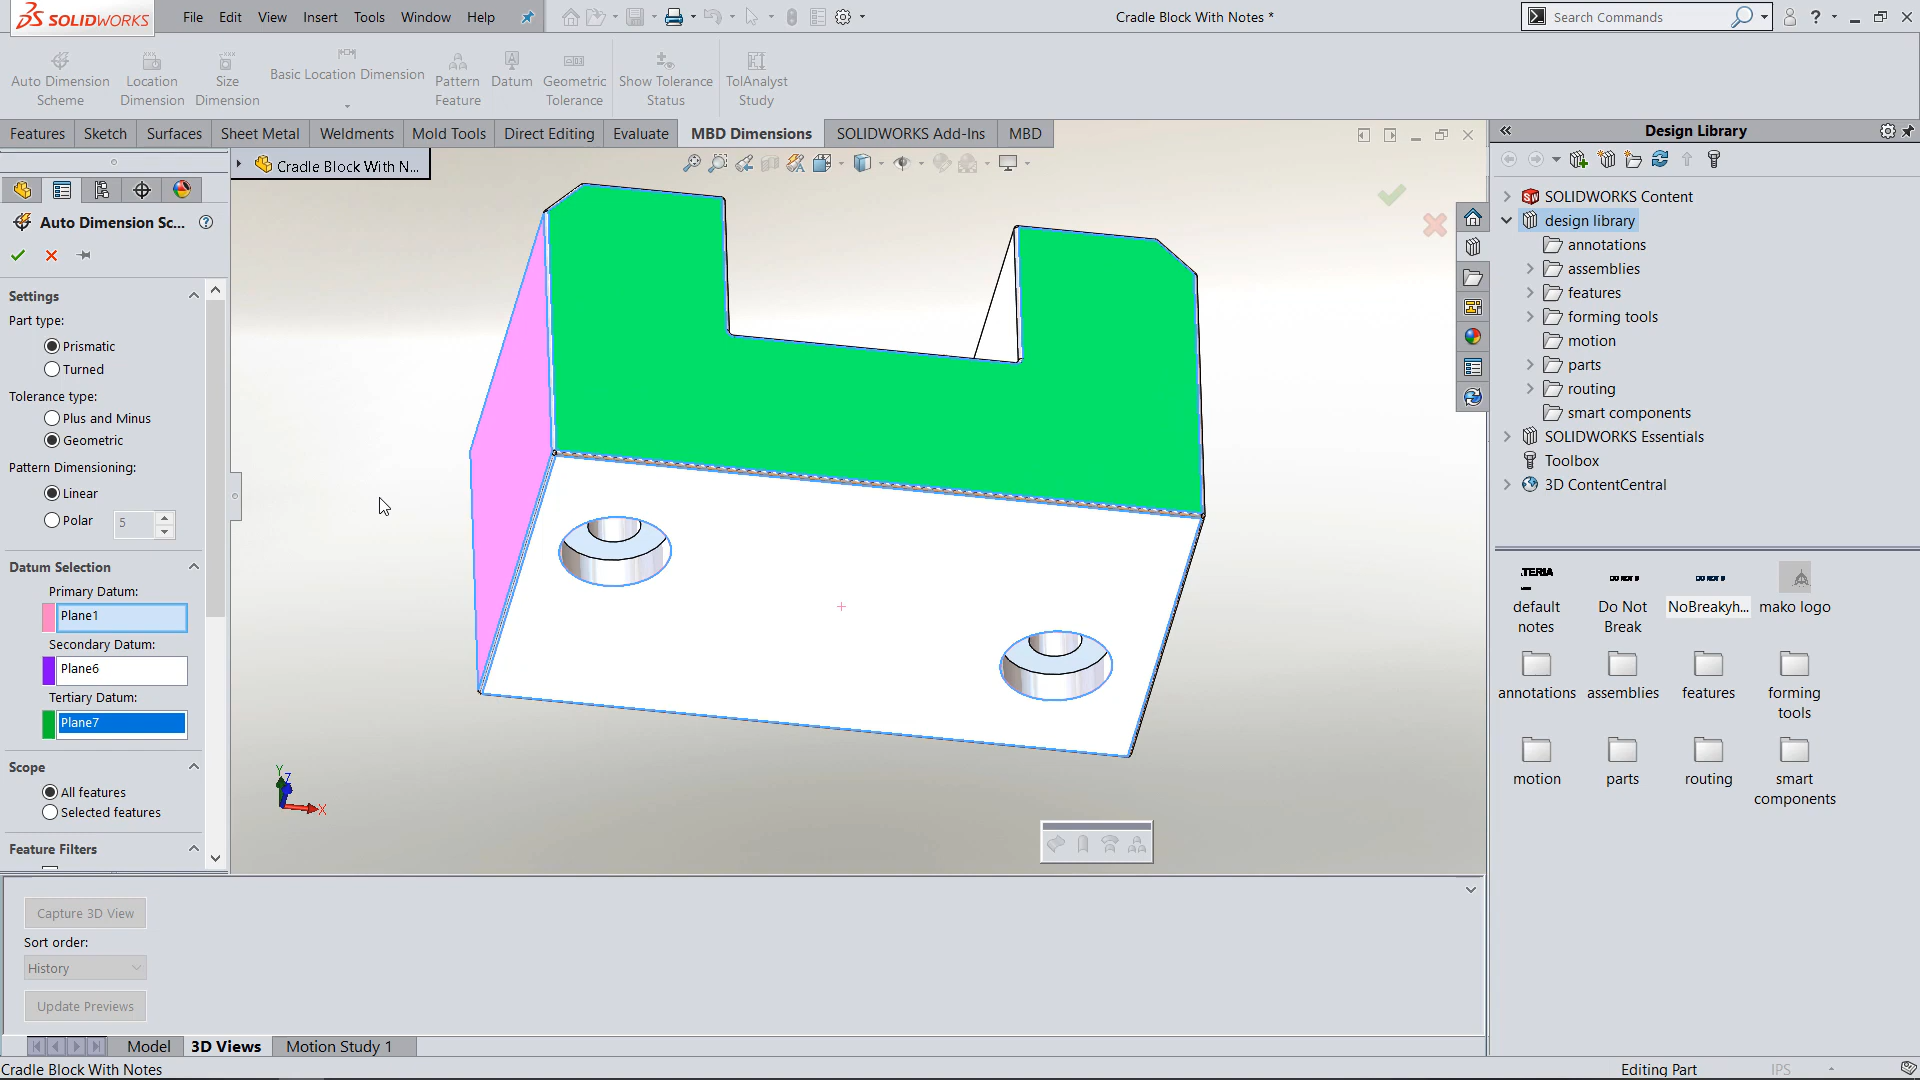 SOLIDWORKS
File Edit View Insert Tools Window Help
Cradle Block With Notes *
Search Commands
?
Auto Dimension
Scheme
Location
Dimension
Size
Dimension
Basic Location Dimension
Pattern
Feature
Datum
Geometric
Tolerance
Show Tolerance
Status
TolAnalyst
Study
Features Sketch Surfaces Sheet Metal Weldments Mold Tools Direct Editing Evaluate MBD Dimensions SOLIDWORKS Add-Ins MBD
Cradle Block With N...
Auto Dimension Sc...
?
Settings
Part type:
Prismatic
Turned
Tolerance type:
Plus and Minus
Geometric
Pattern Dimensioning:
Linear
Polar 5
Datum Selection
Primary Datum:
Plane1
Secondary Datum:
Plane6
Tertiary Datum:
Plane7
Scope
All features
Selected features
Feature Filters
Y
Z
X
Design Library
SOLIDWORKS Content
design library
annotations
assemblies
features
forming tools
motion
parts
routing
smart components
SOLIDWORKS Essentials
Toolbox
3D ContentCentral
default
notes
Do Not
Break
NoBreakyh...
mako logo
annotations
assemblies
features
forming
tools
motion
parts
routing
smart
components
Capture 3D View
Sort order:
History
Update Previews
Model 3D Views Motion Study 1
Cradle Block With Notes
Editing Part
IPS